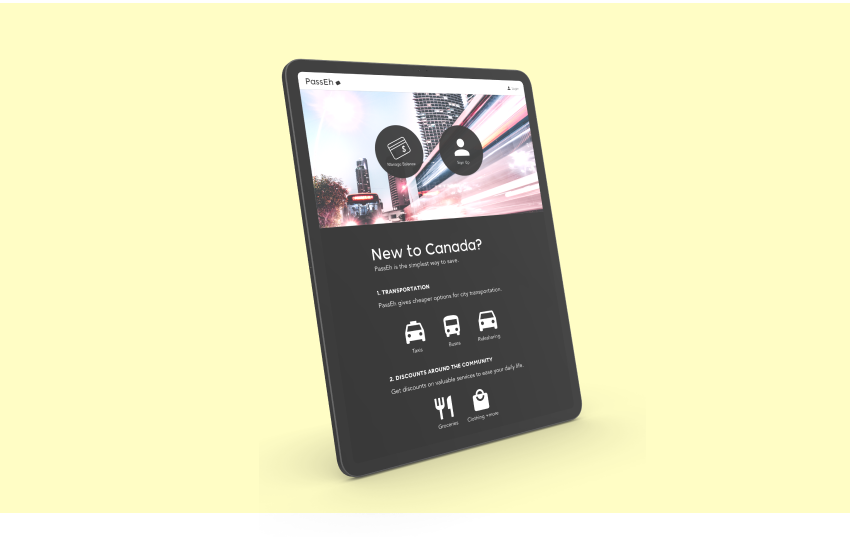 PassEh
Manage Balance
Sign Up
New to Canada?
PassEh is the simplest way to save.
1. TRANSPORTATION
PassEh gives cheaper options for city transportation.
Taxis
Buses
Ridesharing
2. DISCOUNTS AROUND THE COMMUNITY
Get discounts on valuable services to ease your daily life.
Groceries
Clothing +more